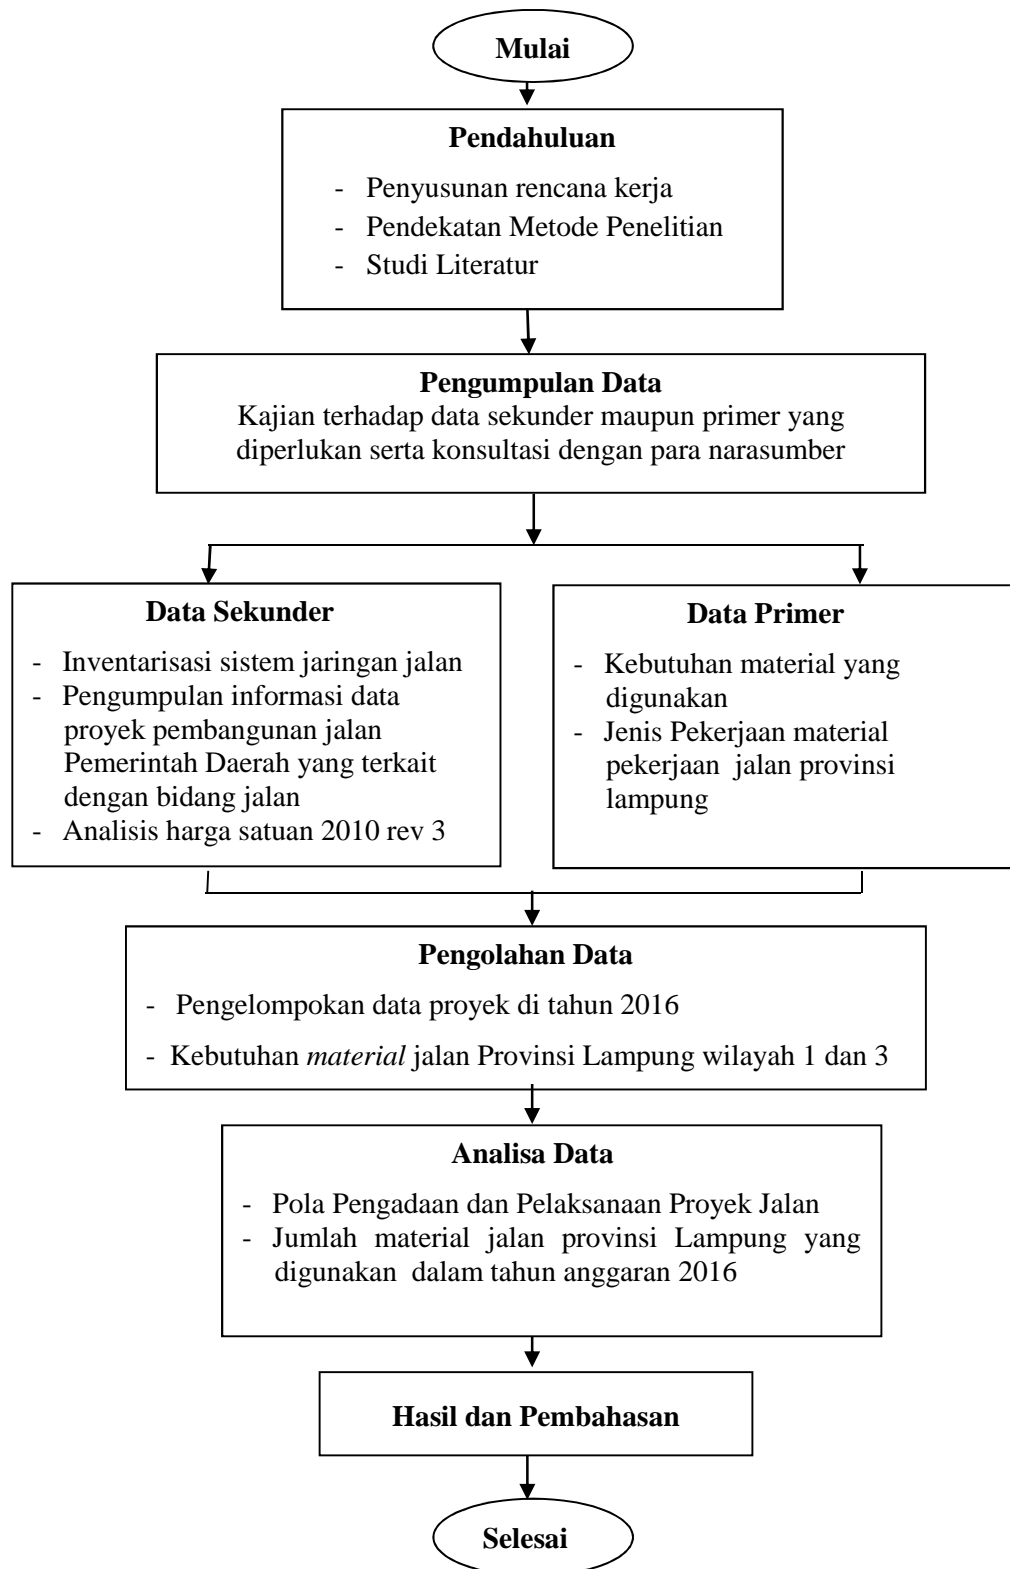 Mulai
Pendahuluan
- Penyusunan rencana kerja
- Pendekatan Metode Penelitian
- Studi Literatur
Pengumpulan Data
Kajian terhadap data sekunder maupun primer yang
diperlukan serta konsultasi dengan para narasumber
Data Sekunder
- Inventarisasi sistem jaringan jalan
- Pengumpulan informasi data
proyek pembangunan jalan
Pemerintah Daerah yang terkait
dengan bidang jalan
- Analisis harga satuan 2010 rev 3
Data Primer
- Kebutuhan material yang
digunakan
- Jenis Pekerjaan material
pekerjaan jalan provinsi
lampung
Pengolahan Data
- Pengelompokan data proyek di tahun 2016
- Kebutuhan material jalan Provinsi Lampung wilayah 1 dan 3
Analisa Data
- Pola Pengadaan dan Pelaksanaan Proyek Jalan
- Jumlah material jalan provinsi Lampung yang
digunakan dalam tahun anggaran 2016
Hasil dan Pembahasan
Selesai